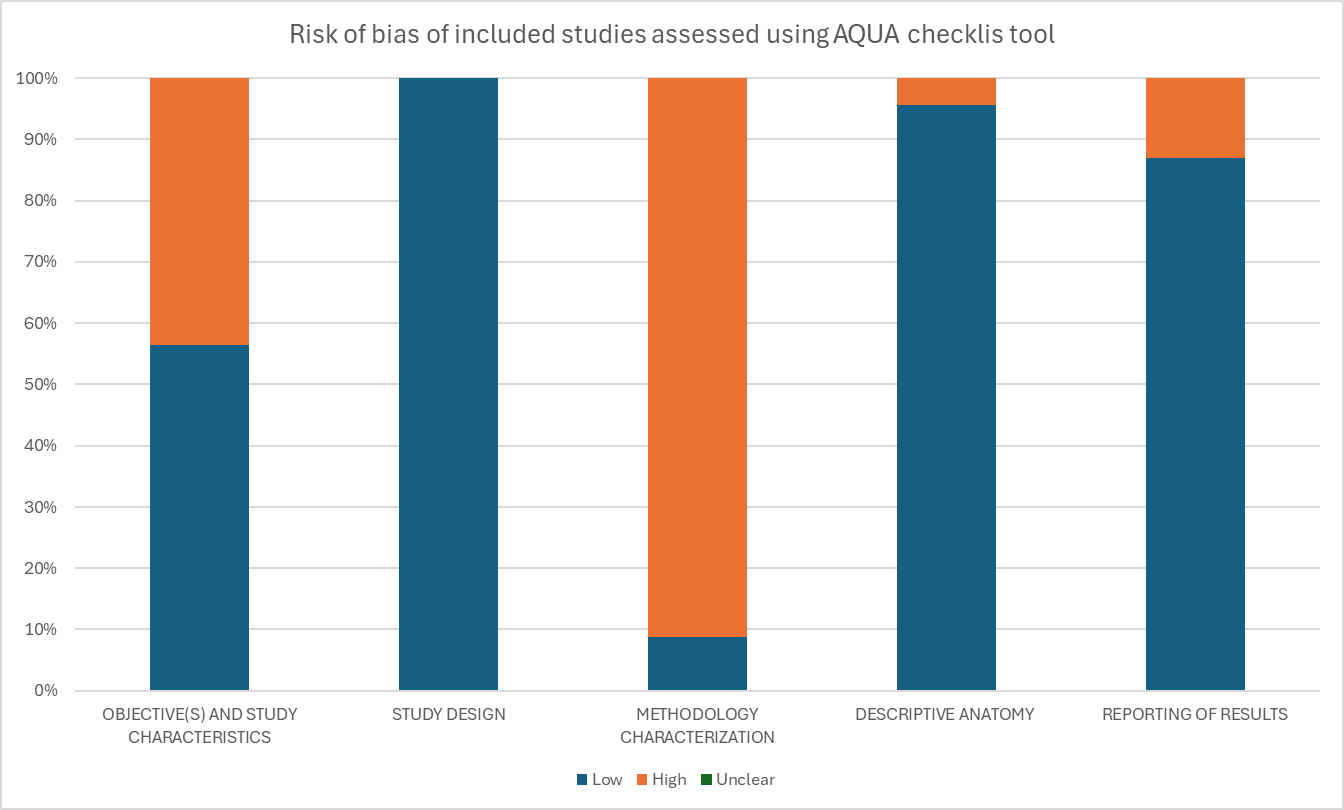 Risk of bias of included studies assessed using AQUA checklis tool
100%
90%
80%
70%
60%
50%
40%
30%
20%
10%
0%
OBJECTIVE(S) AND STUDY
CHARACTERISTICS
STUDY DESIGN
METHODOLOGY
CHARACTERIZATION
DESCRIPTIVE ANATOMY
REPORTING OF RESULTS
Low High Unclear